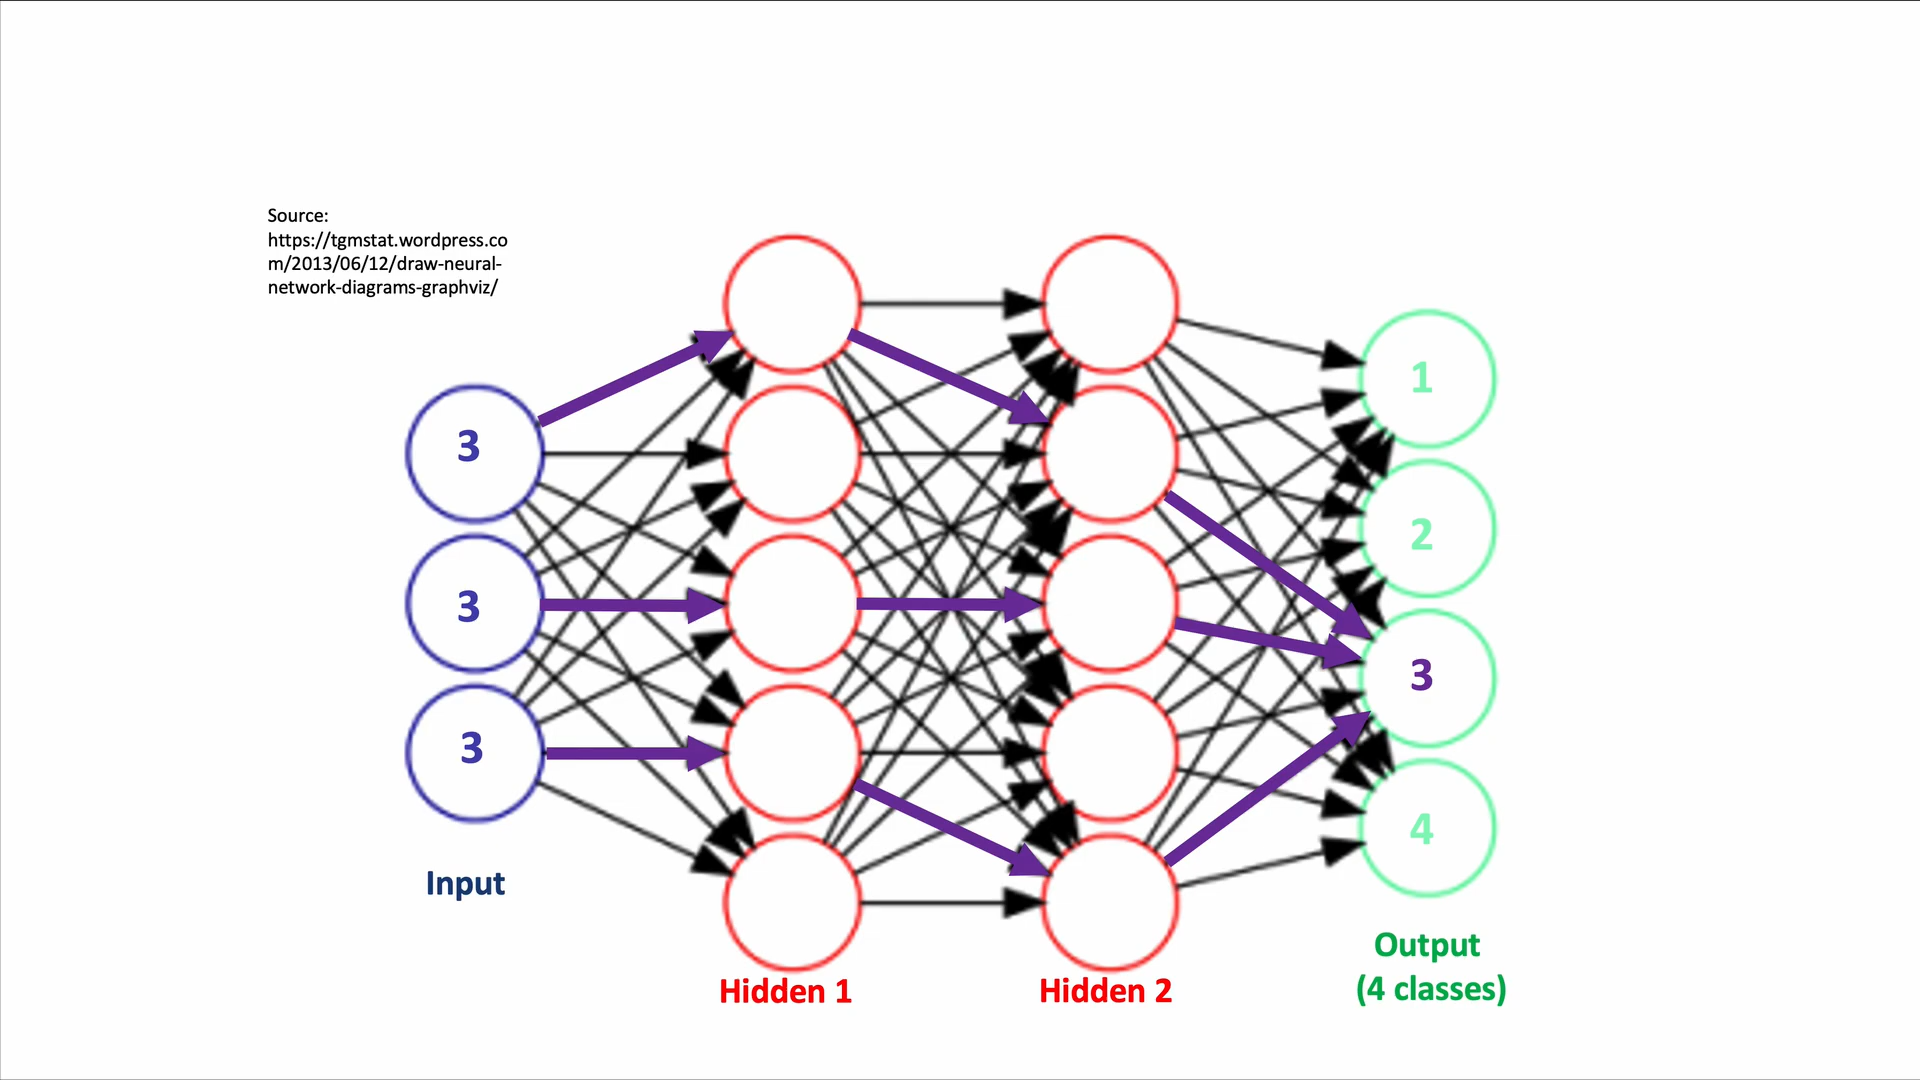 Source:
https://tgmstat.wordpress.co
m/2013/06/12/draw-neural-
network-diagrams-graphviz/
3
3
3
Input
Hidden 1
Hidden 2
1
2
3
4
Output
(4 classes)